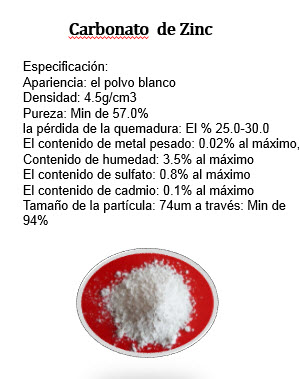 Carbonato de Zinc
Especificación:
Apariencia: el polvo blanco
Densidad: 4.5g/cm3
Pureza: Min de 57.0%
la pérdida de la quemadura: El % 25.0-30.0
El contenido de metal pesado: 0.02% al máximo,
Contenido de humedad: 3.5% al máximo
El contenido de sulfato: 0.8% al máximo
El contenido de cadmio: 0.1% al máximo
Tamaño de la partícula: 74um a través: Min de
94%